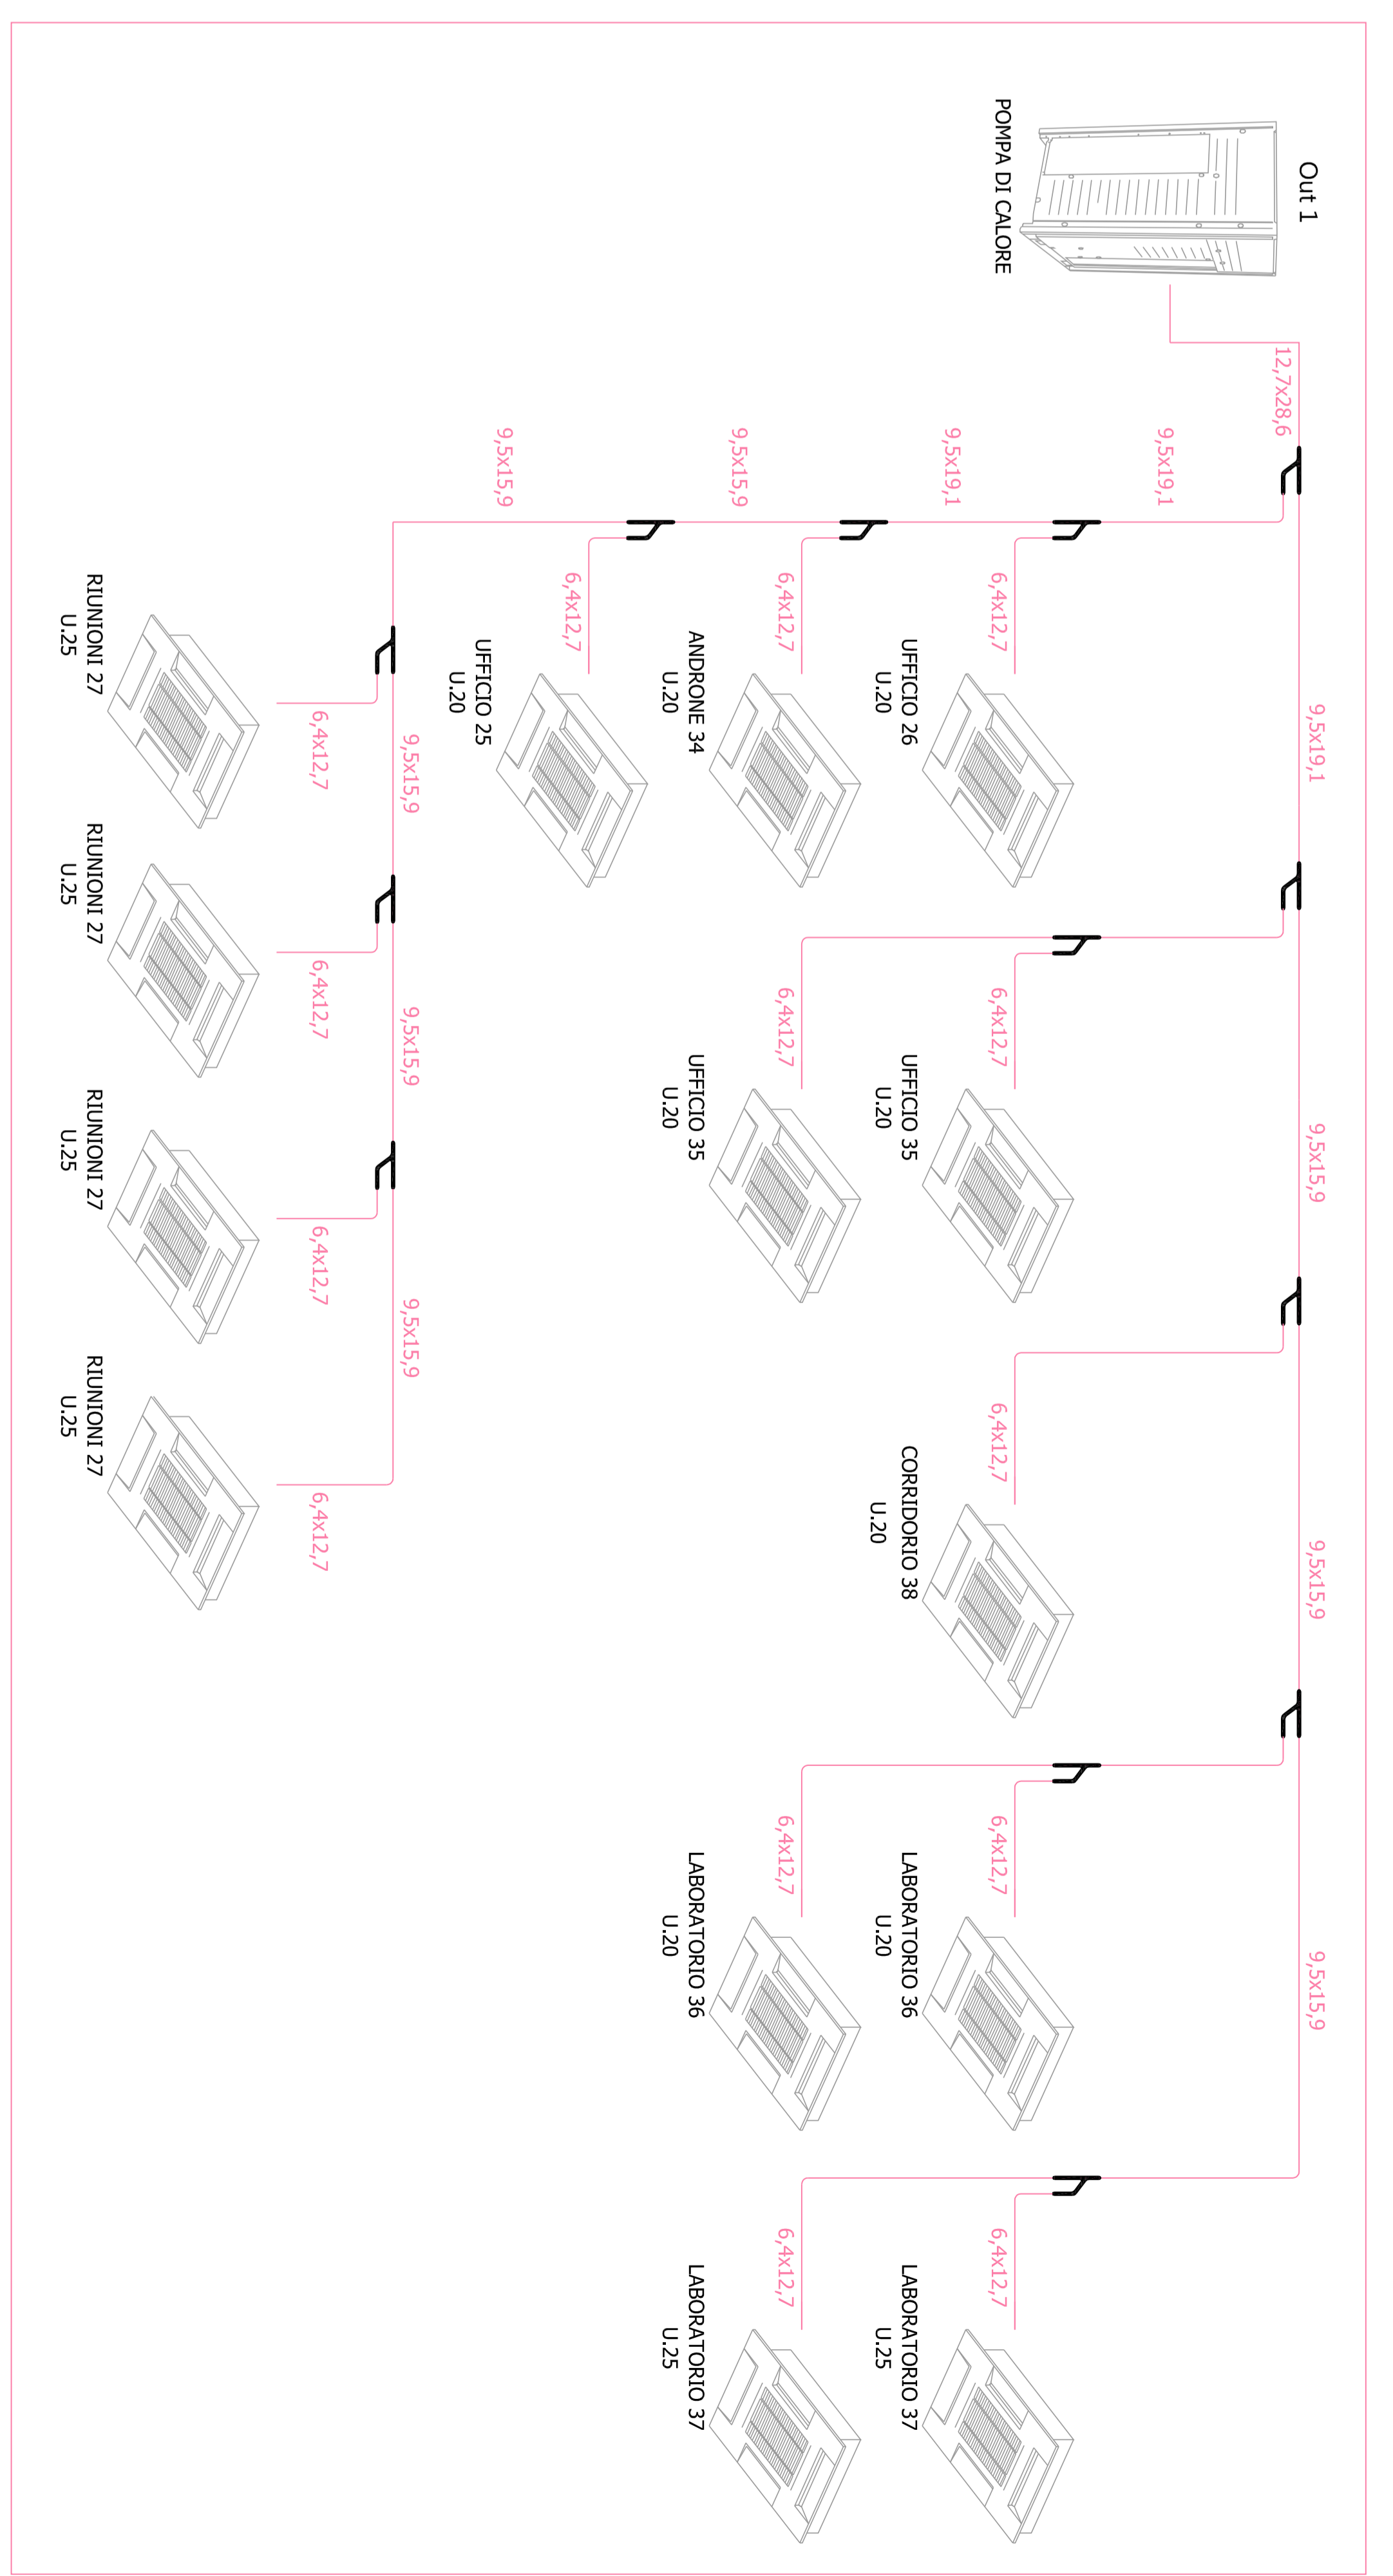 Out 1
POMPA DI CALORE
12,7x28,6
9,5x19,1
9,5x15,9
9,5x15,9
9,5x15,9
9,5x19,1
6,4x12,7
UFFICIO 26
U.20
6,4x12,7
UFFICIO 35
U.20
6,4x12,7
CORRIDORIO 38
U.20
6,4x12,7
LABORATORIO 36
U.20
6,4x12,7
LABORATORIO 37
U.25
9,5x19,1
6,4x12,7
ANDRONE 34
U.20
6,4x12,7
UFFICIO 35
U.20
6,4x12,7
LABORATORIO 36
U.20
6,4x12,7
LABORATORIO 37
U.25
9,5x15,9
6,4x12,7
UFFICIO 25
U.20
9,5x15,9
9,5x15,9
9,5x15,9
9,5x15,9
6,4x12,7
RIUNIONI 27
U.25
6,4x12,7
RIUNIONI 27
U.25
6,4x12,7
RIUNIONI 27
U.25
6,4x12,7
RIUNIONI 27
U.25